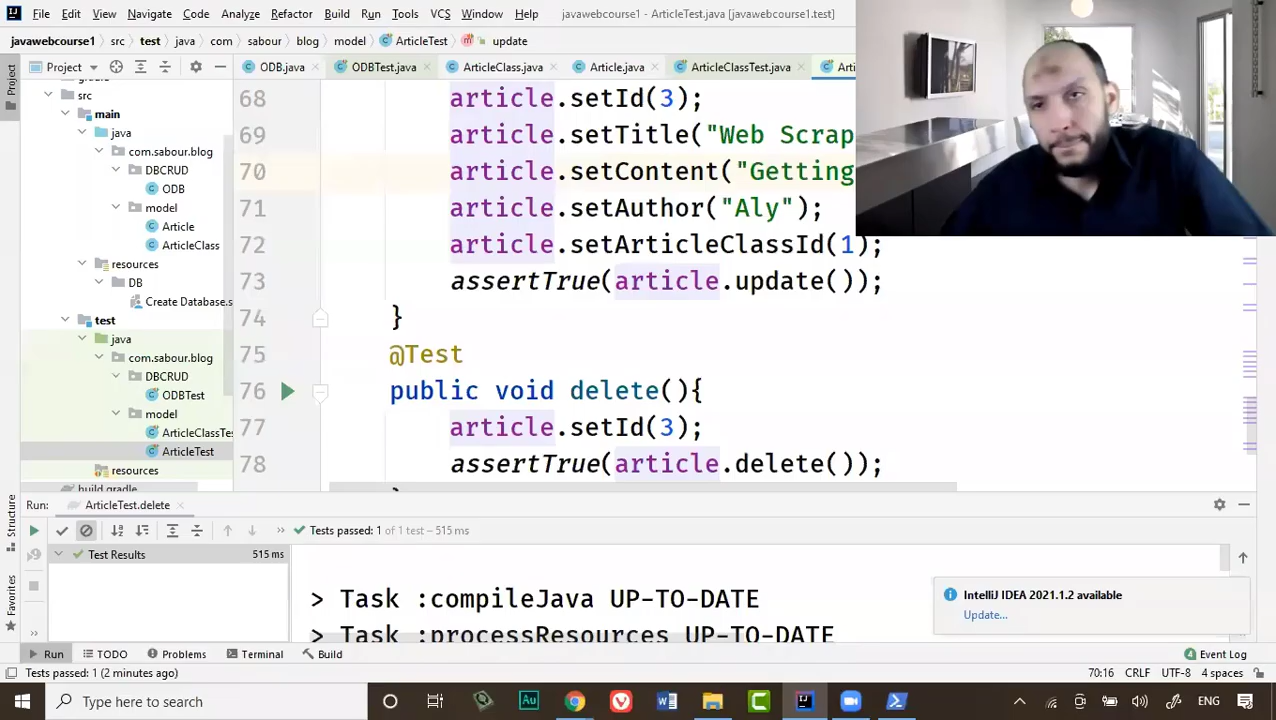 File Edit View Navigate Code Analyze Refactor Build Run Tools VCS Window Help javawebcourse1 - ArticleTest.java [javawebcourse1.test]
javawebcourse1 src test java com sabour blog model ArticleTest update
Project ODB.java ODBTest.java ArticleClass.java Article.java ArticleClassTest.java
Project
src
main
java
com.sabour.blog
DBCRUD
ODB
model
Article
ArticleClass
resources
DB
Create Database.s
test
java
com.sabour.blog
DBCRUD
ODBTest
model
ArticleClassTe
ArticleTest
resources
build.gradle
68 article.setId(3);
69 article.setTitle("Web Scrap
70 article.setContent("Getting
71 article.setAuthor("Aly");
72 article.setArticleClassId(1);
73 assertTrue(article.update());
74 }
75 @Test
76 public void delete(){
77 article.setId(3);
78 assertTrue(article.delete());
Structure
Favorites
Run: ArticleTest.delete
Tests passed: 1 of 1 test – 515 ms
Test Results 515 ms
> Task :compileJava UP-TO-DATE
> Task :processResources UP-TO-DATE
IntelliJ IDEA 2021.1.2 available
Update...
Run TODO Problems Terminal Build 4 Event Log
Tests passed: 1 (2 minutes ago) 70:16 CRLF UTF-8 4 spaces
Type here to search Au W ENG